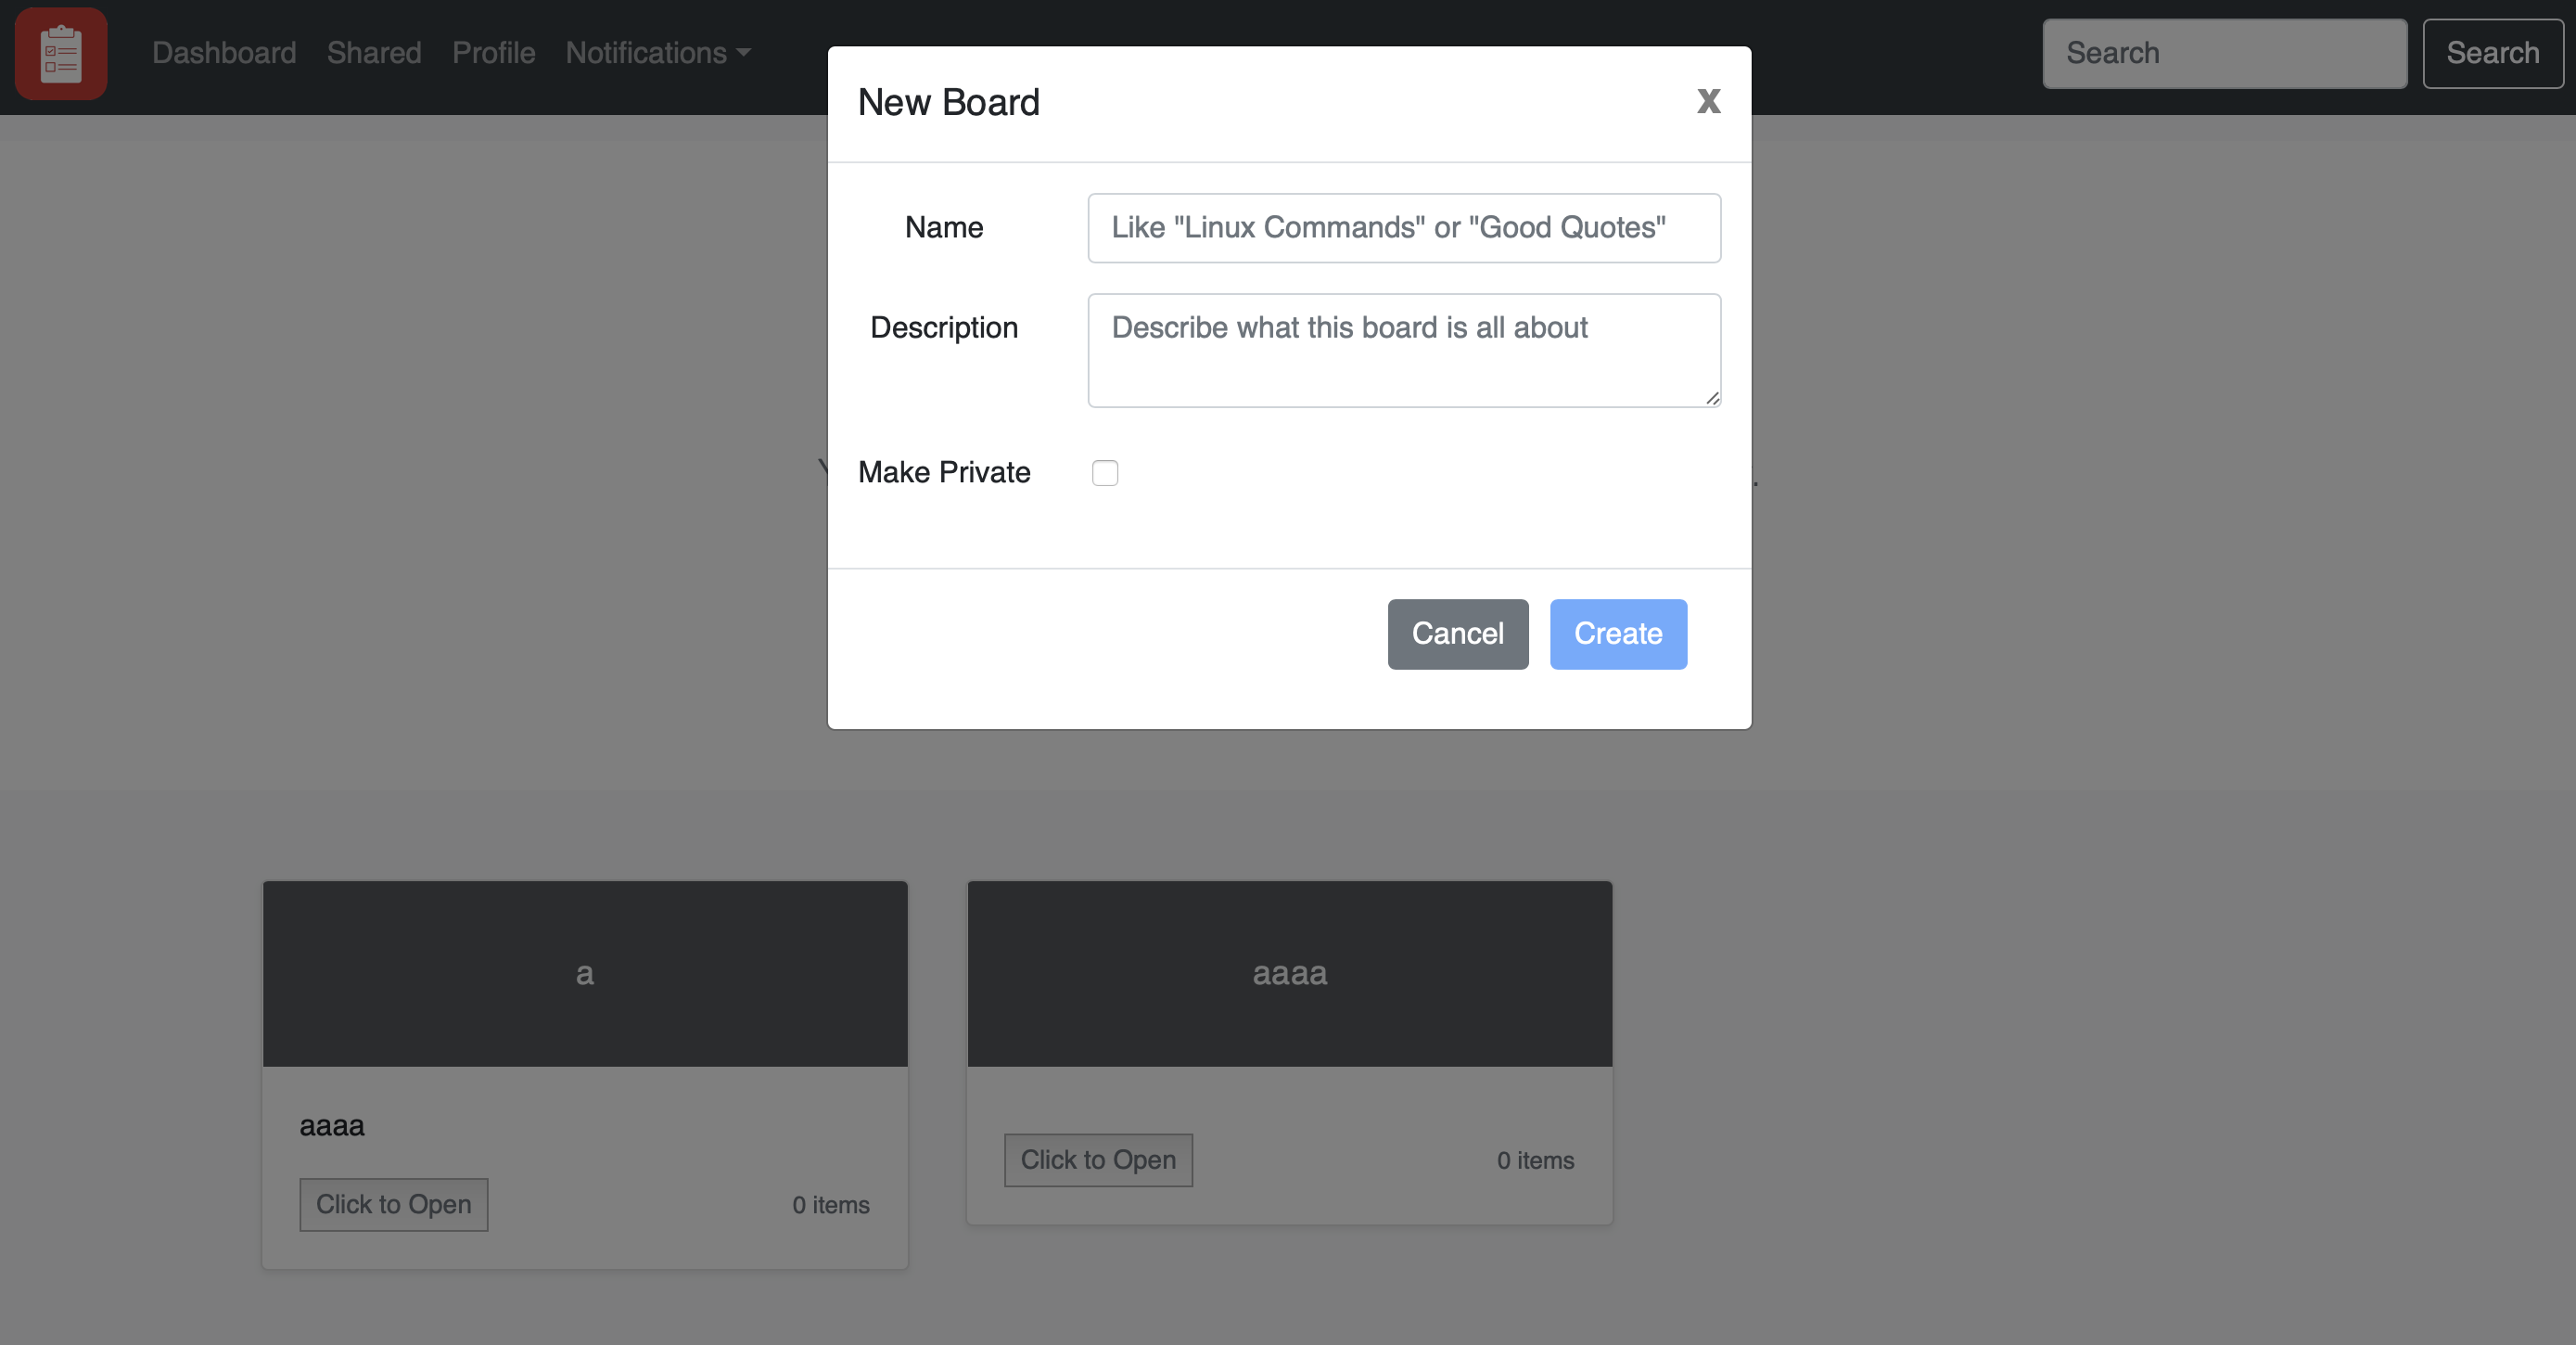 Dashboard Shared Profile Notifications
Search Search
New Board X
Name Like "Linux Commands" or "Good Quotes"
Description Describe what this board is all about
Make Private
Cancel Create
a
aaaa
Click to Open 0 items
aaaa
Click to Open 0 items